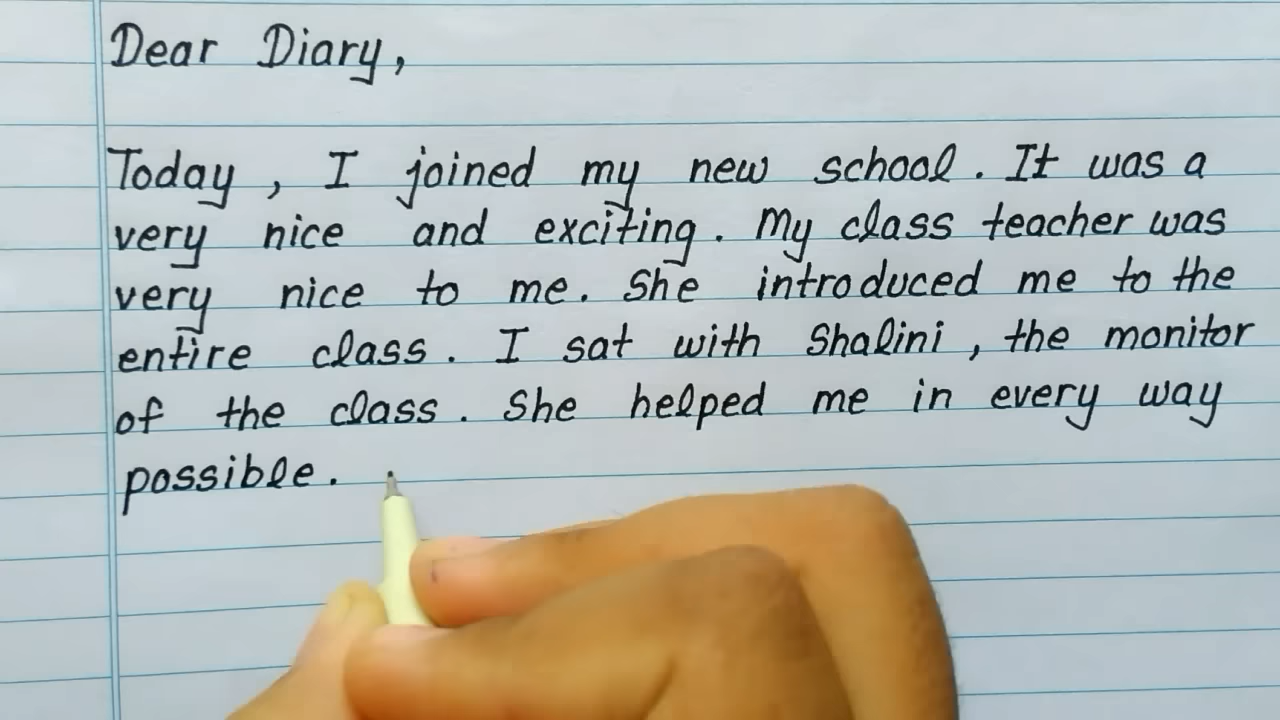 Dear Diary,
Today, I joined my new school. It was a
very nice and exciting. My class teacher was
very nice to me. She introduced me to the
entire class. I sat with Shalini, the monitor
of the class. She helped me in every way
possible.